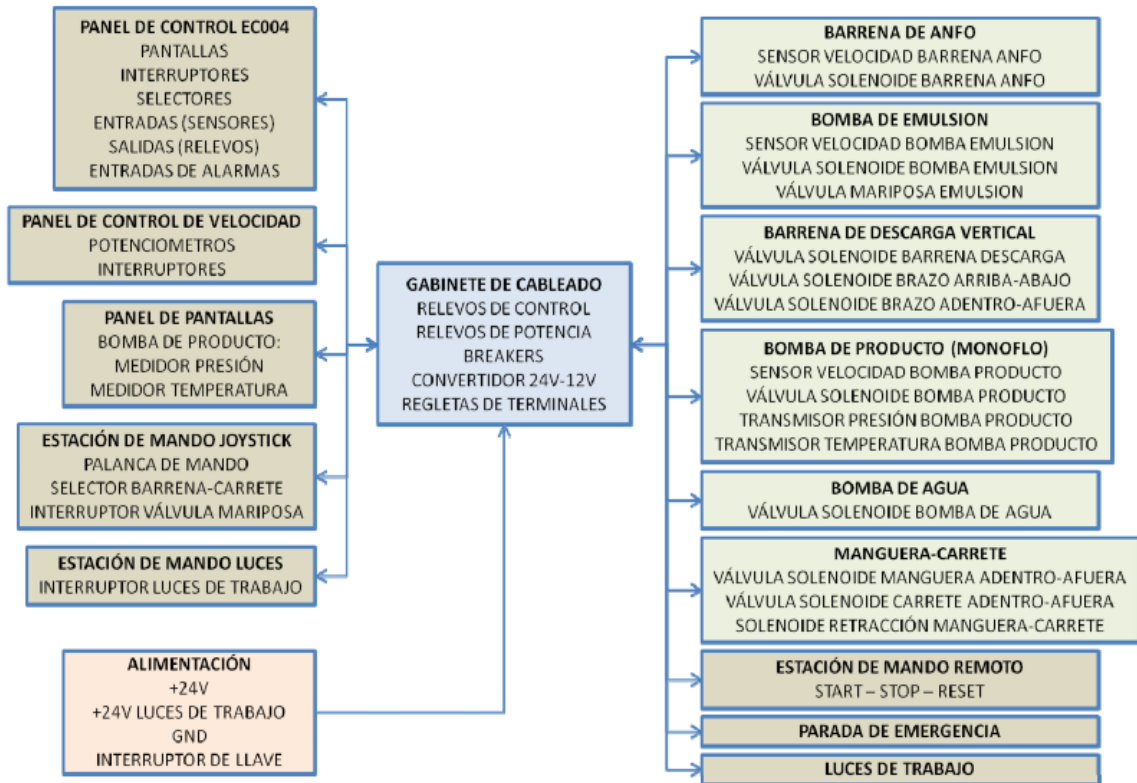 PANEL DE CONTROL EC004
PANTALLAS
INTERRUPTORES
SELECTORES
ENTRADAS (SENSORES)
SALIDAS (RELEVOS)
ENTRADAS DE ALARMAS
PANEL DE CONTROL DE VELOCIDAD
POTENCIOMETROS
INTERRUPTORES
PANEL DE PANTALLAS
BOMBA DE PRODUCTO:
MEDIDOR PRESIÓN
MEDIDOR TEMPERATURA
ESTACIÓN DE MANDO JOYSTICK
PALANCA DE MANDO
SELECTOR BARRENA-CARRETE
INTERRUPTOR VÁLVULA MARIPOSA
ESTACIÓN DE MANDO LUCES
INTERRUPTOR LUCES DE TRABAJO
ALIMENTACIÓN
+24V
+24V LUCES DE TRABAJO
GND
INTERRUPTOR DE LLAVE
GABINETE DE CABLEADO
RELEVOS DE CONTROL
RELEVOS DE POTENCIA
BREAKERS
CONVERTIDOR 24V-12V
REGLETAS DE TERMINALES
BARRENA DE ANFO
SENSOR VELOCIDAD BARRENA ANFO
VÁLVULA SOLENOIDE BARRENA ANFO
BOMBA DE EMULSION
SENSOR VELOCIDAD BOMBA EMULSION
VÁLVULA SOLENOIDE BOMBA EMULSION
VÁLVULA MARIPOSA EMULSION
BARRENA DE DESCARGA VERTICAL
VÁLVULA SOLENOIDE BARRENA DESCARGA
VÁLVULA SOLENOIDE BRAZO ARRIBA-ABAJO
VÁLVULA SOLENOIDE BRAZO ADENTRO-AFUERA
BOMBA DE PRODUCTO (MONOFLO)
SENSOR VELOCIDAD BOMBA PRODUCTO
VÁLVULA SOLENOIDE BOMBA PRODUCTO
TRANSMISOR PRESIÓN BOMBA PRODUCTO
TRANSMISOR TEMPERATURA BOMBA PRODUCTO
BOMBA DE AGUA
VÁLVULA SOLENOIDE BOMBA DE AGUA
MANGUERA-CARRETE
VÁLVULA SOLENOIDE MANGUERA ADENTRO-AFUERA
VÁLVULA SOLENOIDE CARRETE ADENTRO-AFUERA
SOLENOIDE RETRACCIÓN MANGUERA-CARRETE
ESTACIÓN DE MANDO REMOTO
START – STOP – RESET
PARADA DE EMERGENCIA
LUCES DE TRABAJO